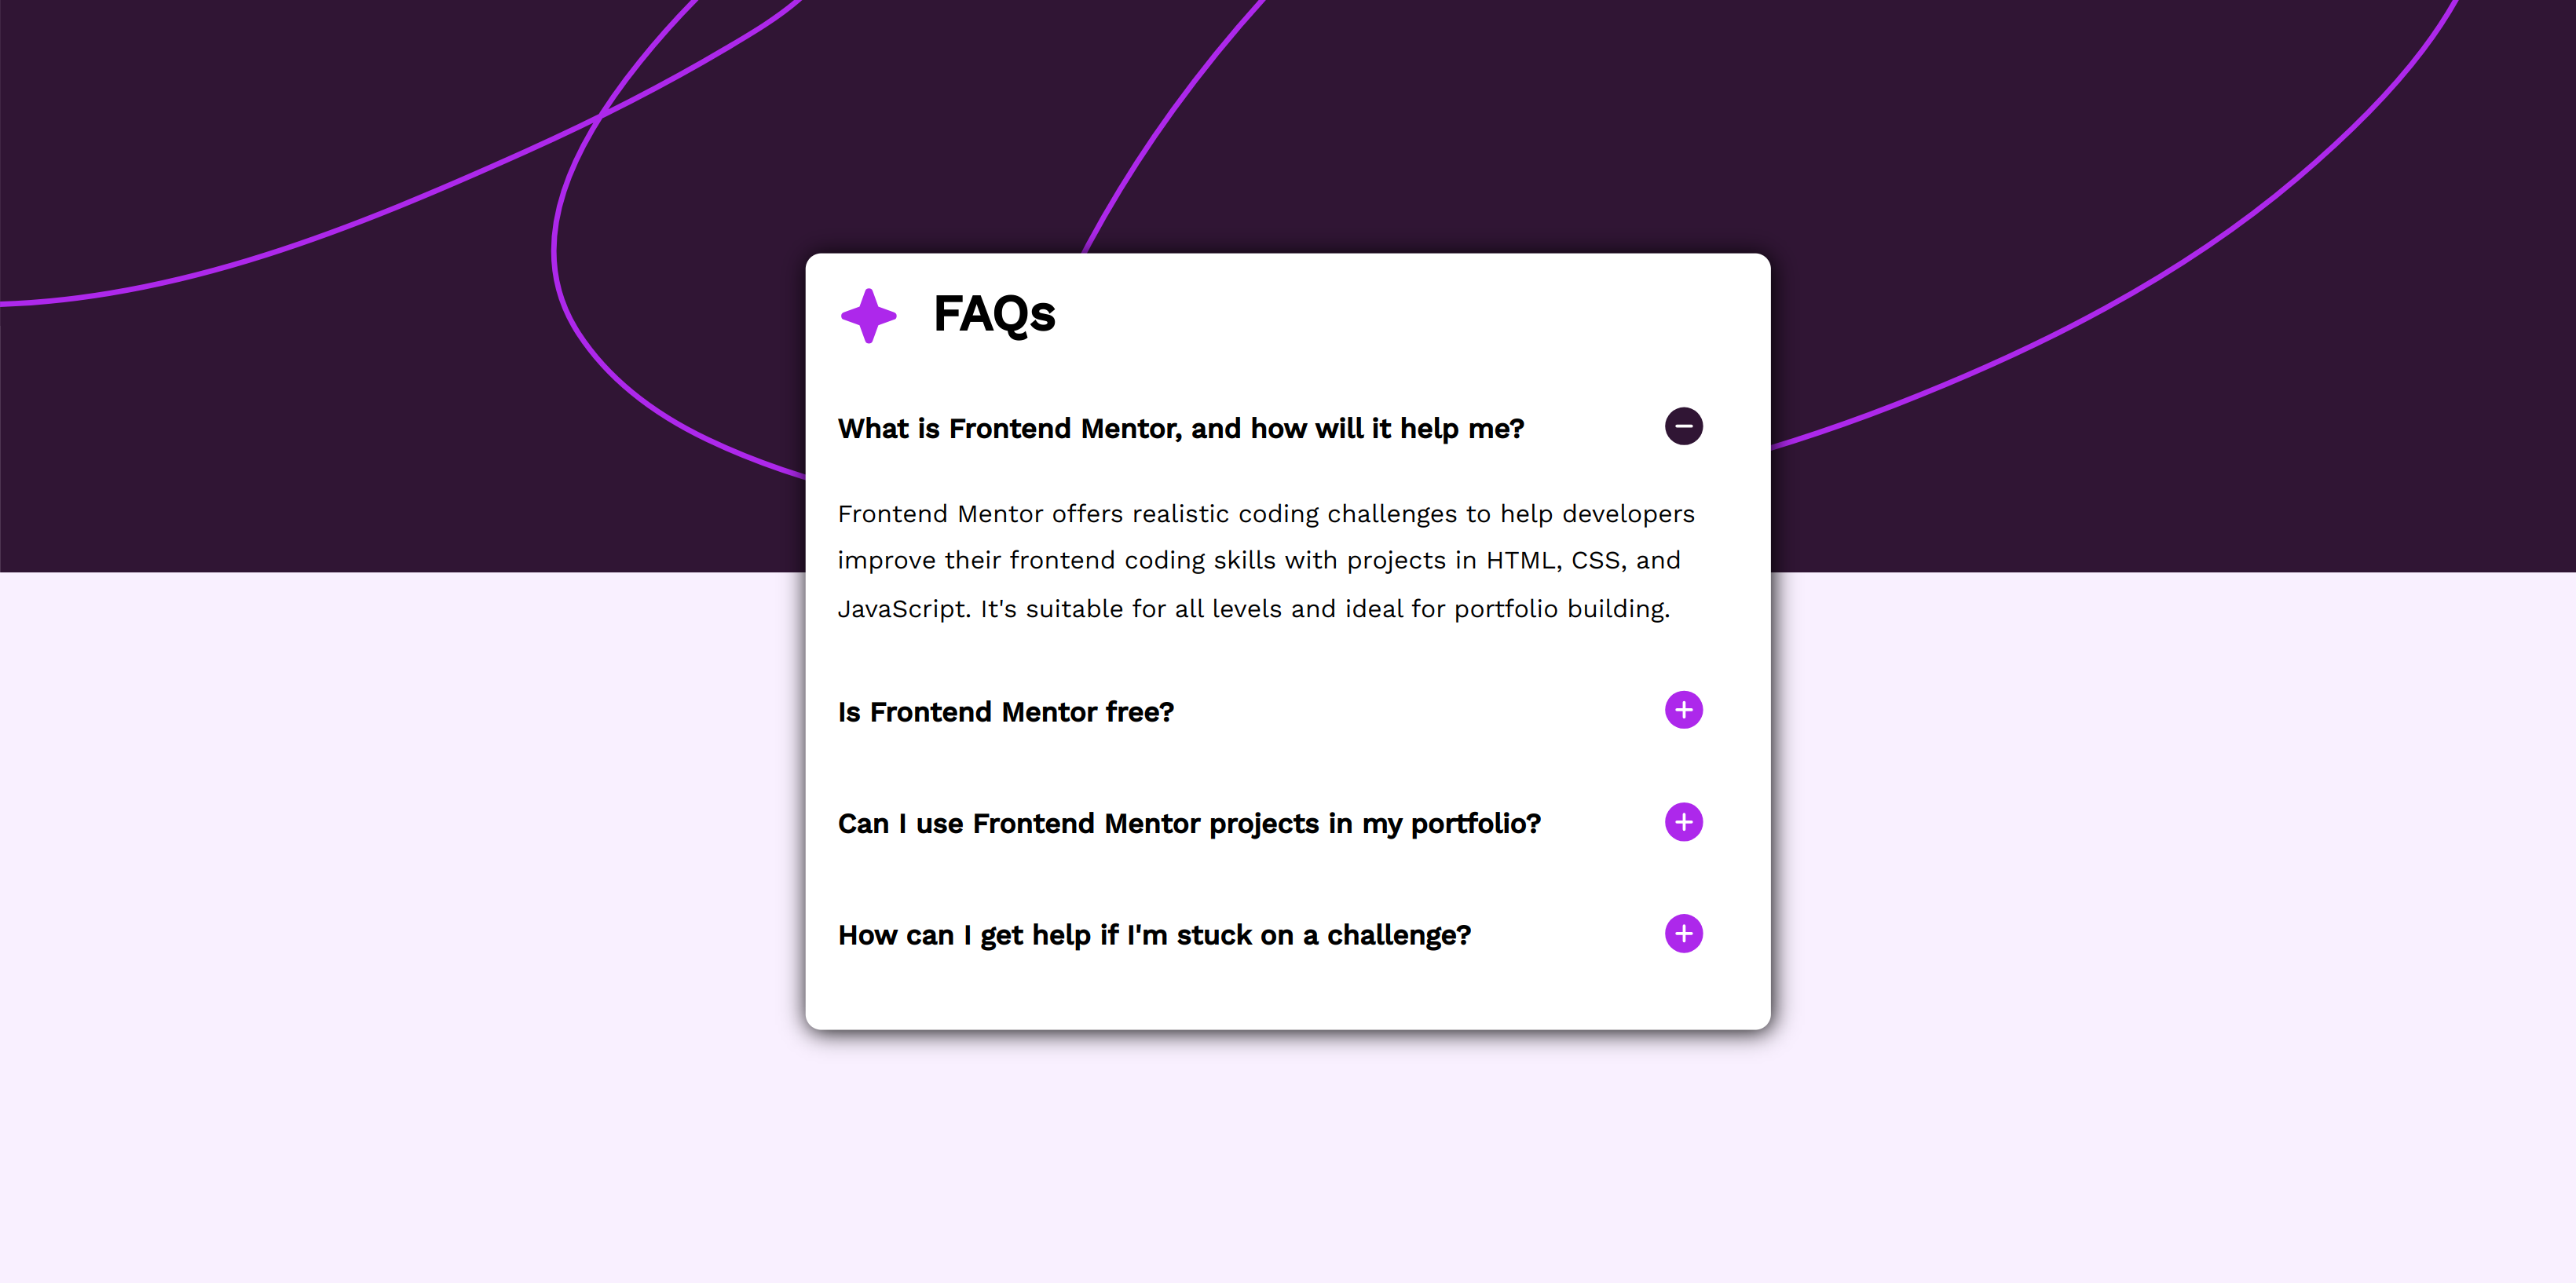 FAQs
What is Frontend Mentor, and how will it help me?
Frontend Mentor offers realistic coding challenges to help developers
improve their frontend coding skills with projects in HTML, CSS, and
JavaScript. It's suitable for all levels and ideal for portfolio building.
Is Frontend Mentor free?
Can I use Frontend Mentor projects in my portfolio?
How can I get help if I'm stuck on a challenge?